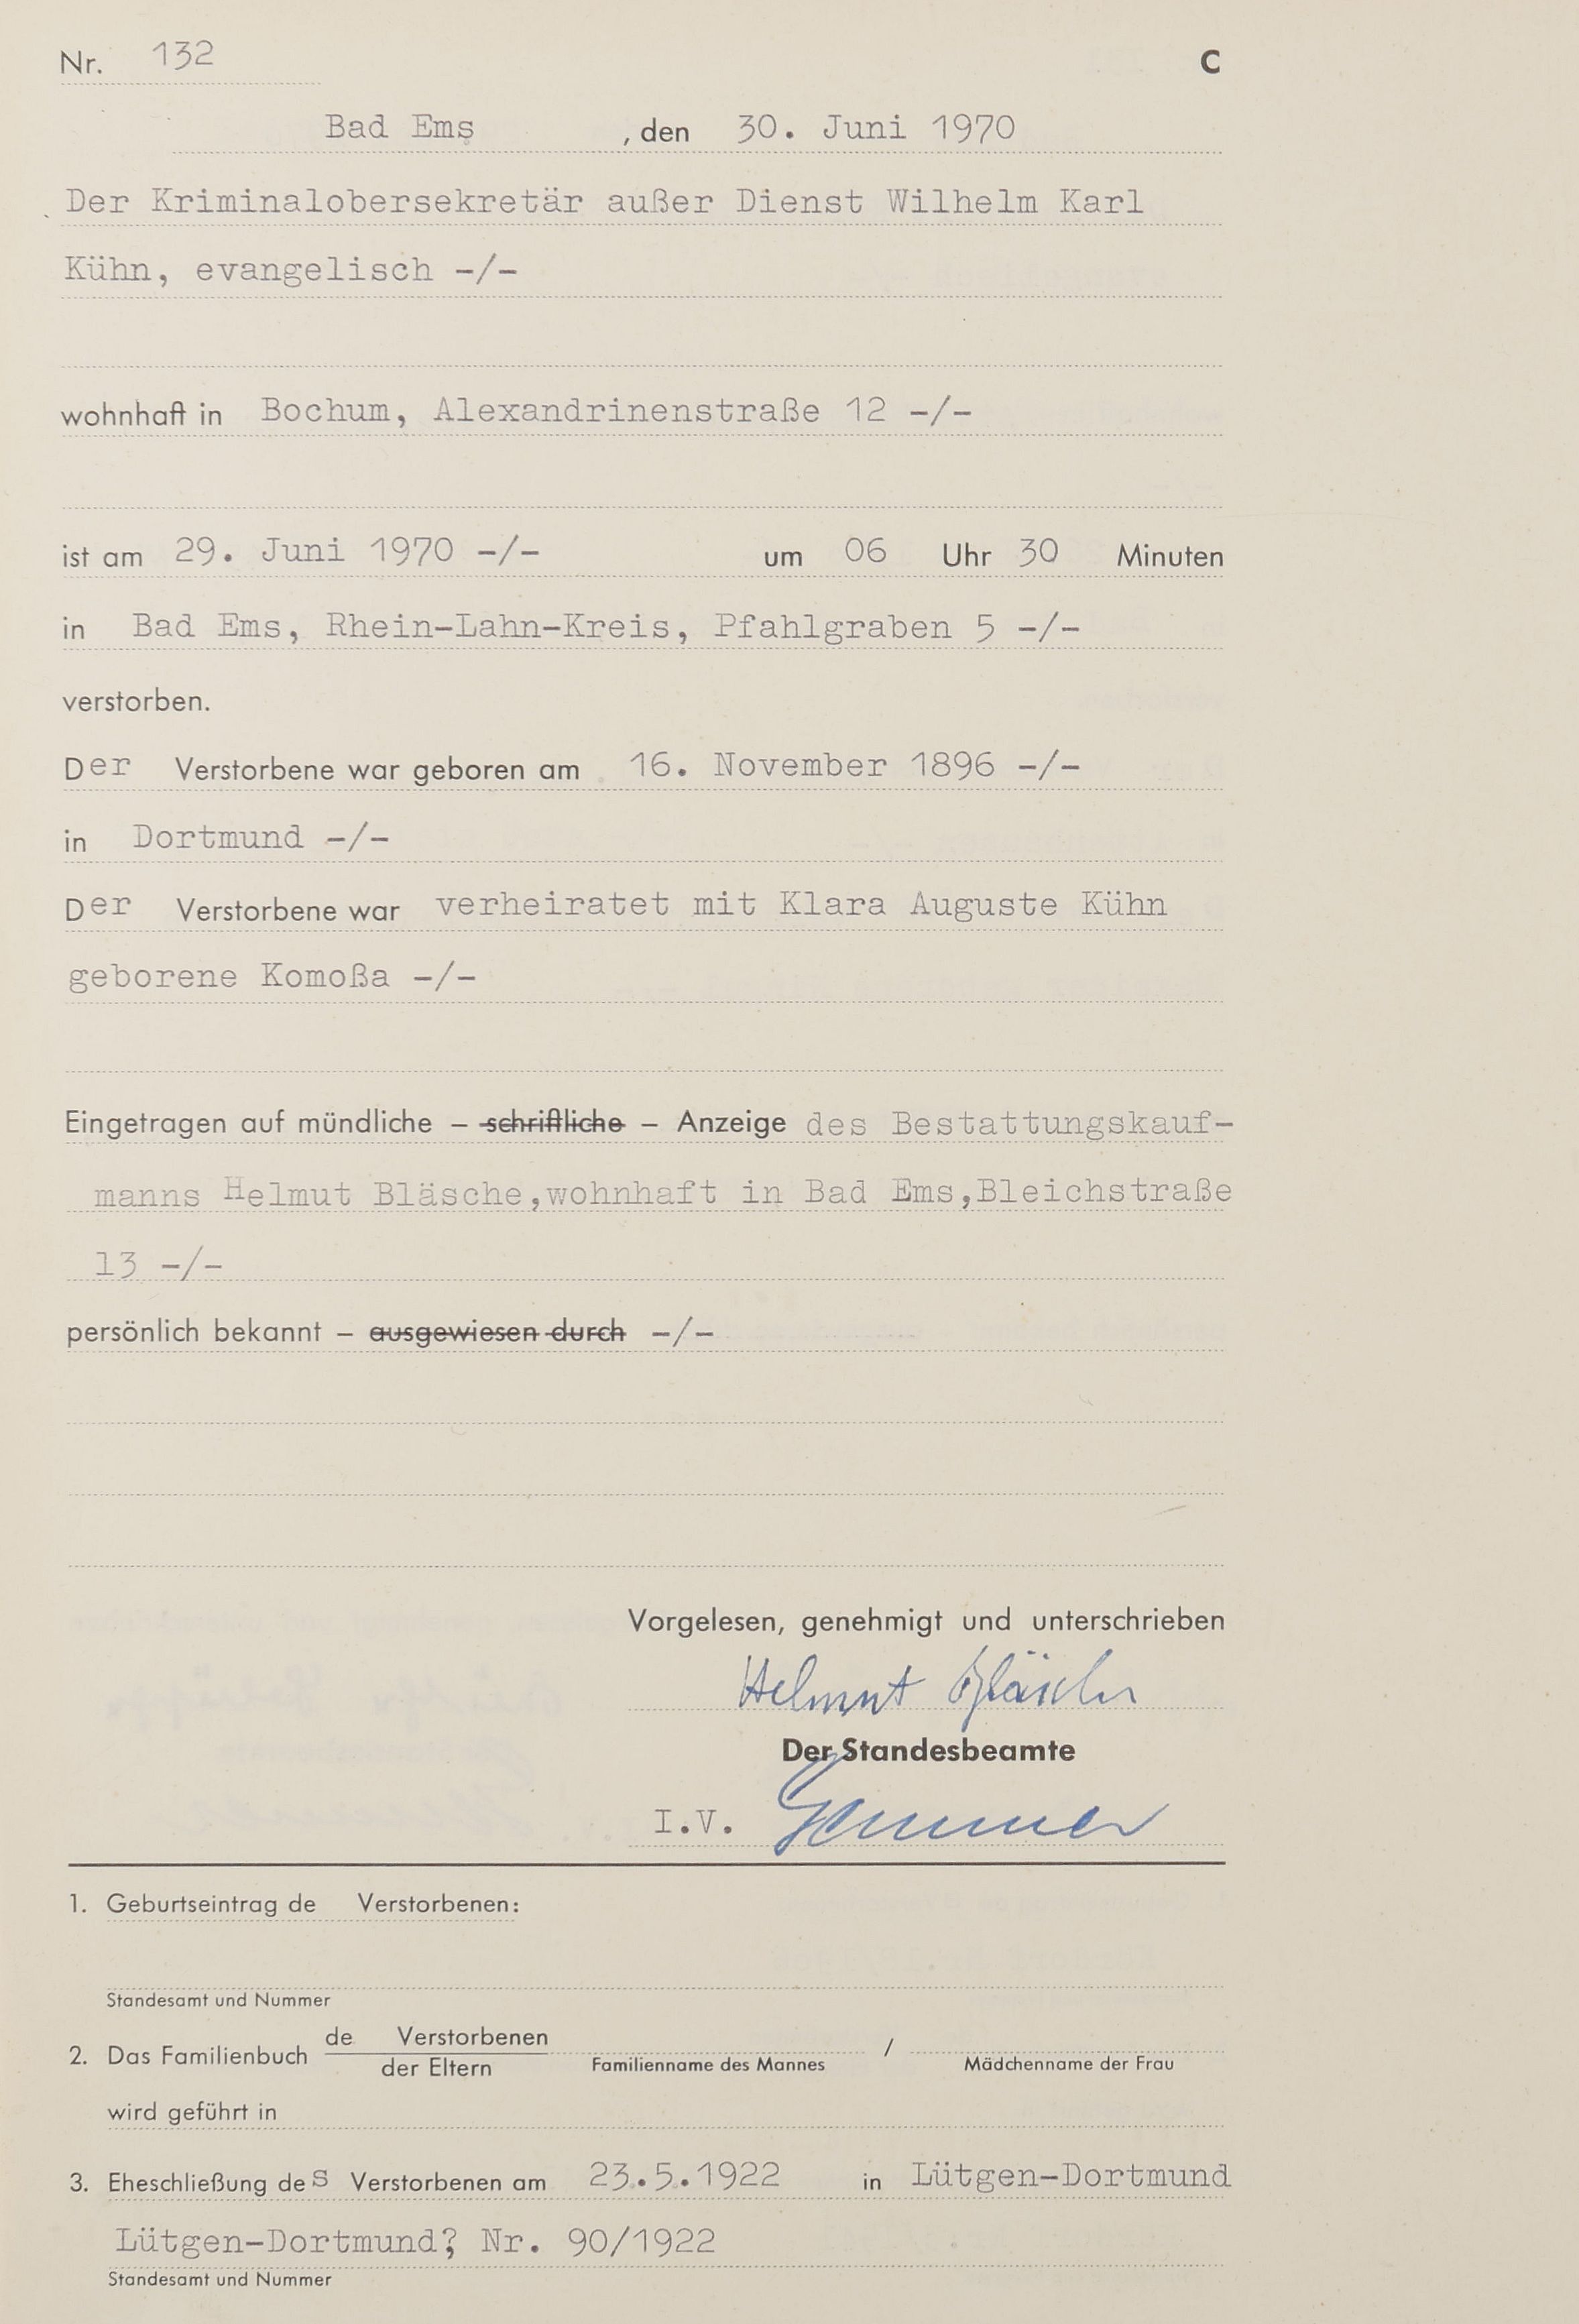 Nr. 132 C
Bad Ems , den 30. Juni 1970
Der Kriminalobersekretär außer Dienst Wilhelm Karl
Kühn, evangelisch -/-
wohnhaft in Bochum, Alexandrinenstraße 12 -/-
ist am 29. Juni 1970 -/- um 06 Uhr 30 Minuten
in Bad Ems, Rhein-Lahn-Kreis, Pfahlgraben 5 -/-
verstorben.
Der Verstorbene war geboren am 16. November 1896 -/-
in Dortmund -/-
Der Verstorbene war verheiratet mit Klara Auguste Kühn
geborene Komoßa -/-
Eingetragen auf mündliche – schriftliche – Anzeige des Bestattungskauf-
manns Helmut Bläsche,wohnhaft in Bad Ems,Bleichstraße
13 -/-
persönlich bekannt – ausgewiesen durch -/-
Vorgelesen, genehmigt und unterschrieben
Helmut Bläsche
Der Standesbeamte
I.V.
1. Geburtseintrag de Verstorbenen:
Standesamt und Nummer
2. Das Familienbuch de Verstorbenen / der Eltern Familienname des Mannes / Mädchenname der Frau
wird geführt in
3. Eheschließung des Verstorbenen am 23.5.1922 in Lütgen-Dortmund
Lütgen-Dortmund? Nr. 90/1922
Standesamt und Nummer